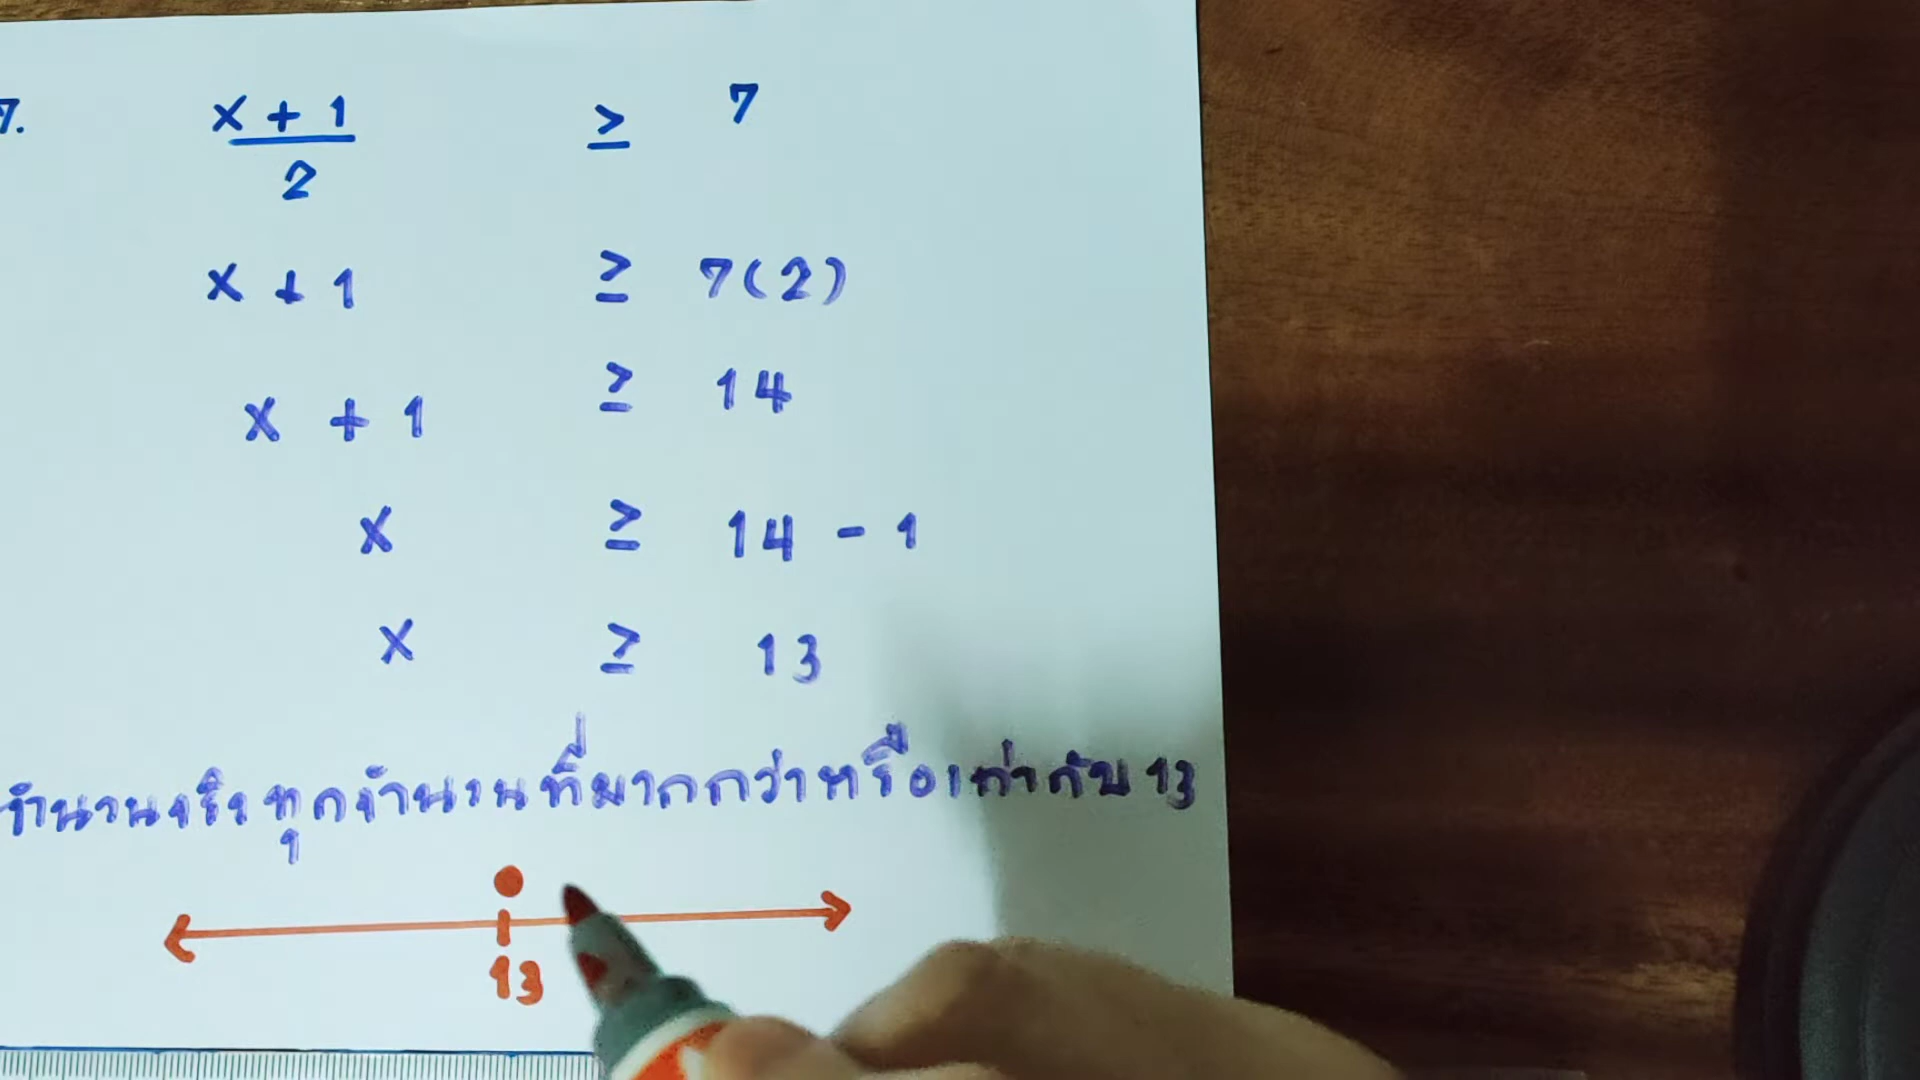 7. x + 1 / 2 ≥ 7
x + 1 ≥ 7(2)
x + 1 ≥ 14
x ≥ 14 - 1
x ≥ 13
จำนวนจริงทุกจำนวนที่มากกว่าหรือเท่ากับ 13
13